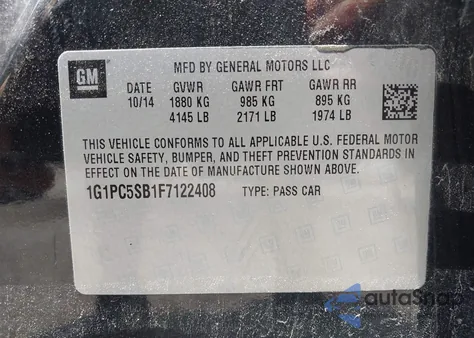 GM
MFD BY GENERAL MOTORS LLC
DATE GVWR GAWR FRT GAWR RR
10/14 1880 KG 985 KG 895 KG
4145 LB 2171 LB 1974 LB
THIS VEHICLE CONFORMS TO ALL APPLICABLE U.S. FEDERAL MOTOR
VEHICLE SAFETY, BUMPER, AND THEFT PREVENTION STANDARDS IN
EFFECT ON THE DATE OF MANUFACTURE SHOWN ABOVE.
1G1PC5SB1F7122408 TYPE: PASS CAR
autoSnap